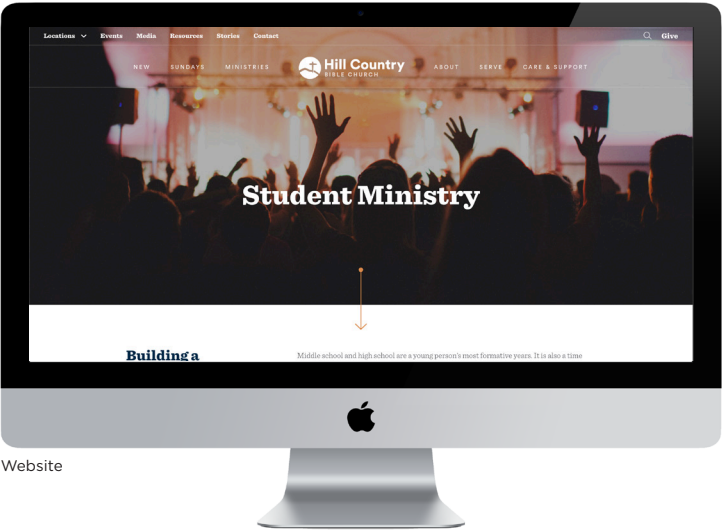 Locations Events Media Resources Stories Contact Give
NEW SUNDAYS MINISTRIES Hill Country ABOUT SERVE CARE & SUPPORT
BIBLE CHURCH
Student Ministry
Building a Middle school and high school are a young person's most formative years. It is also a time
Website